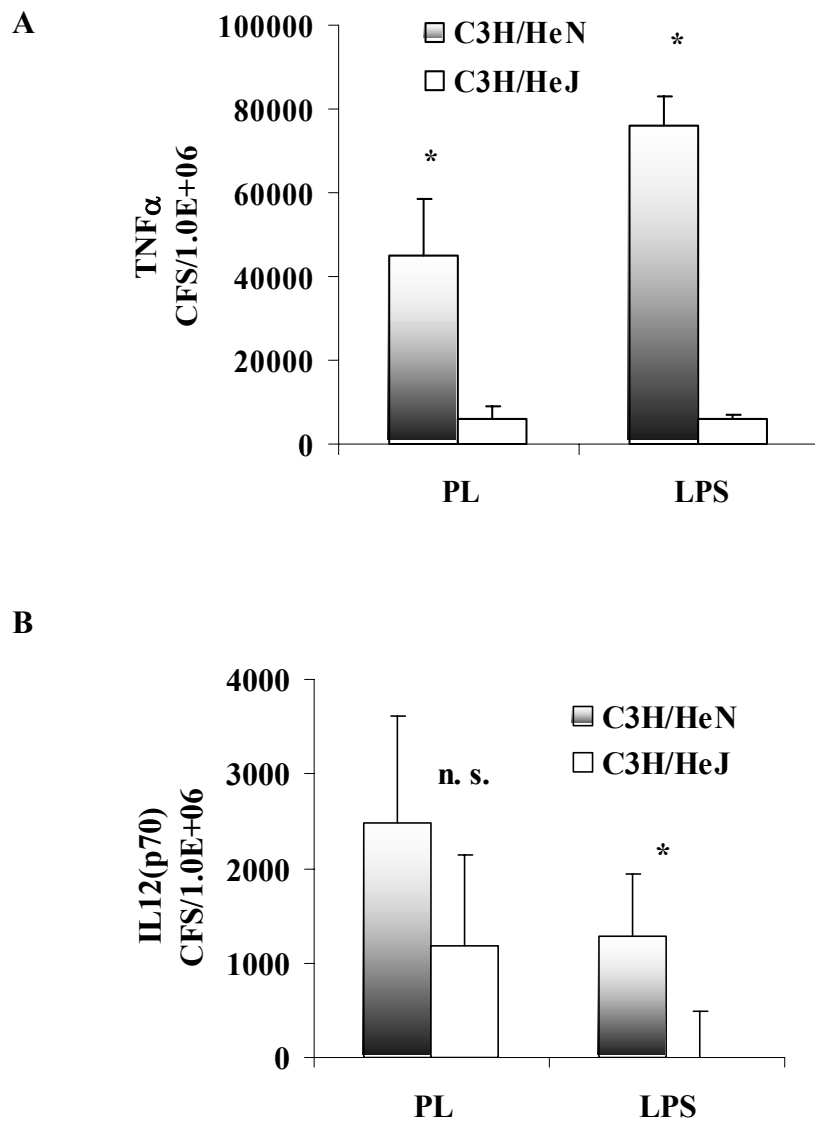 A
100000
80000
60000
40000
20000
0
TNFα
CFS/1.0E+06
C3H/HeN
C3H/HeJ
*
*
PL
LPS
B
4000
3000
2000
1000
0
IL12(p70)
CFS/1.0E+06
C3H/HeN
C3H/HeJ
n. s.
*
PL
LPS